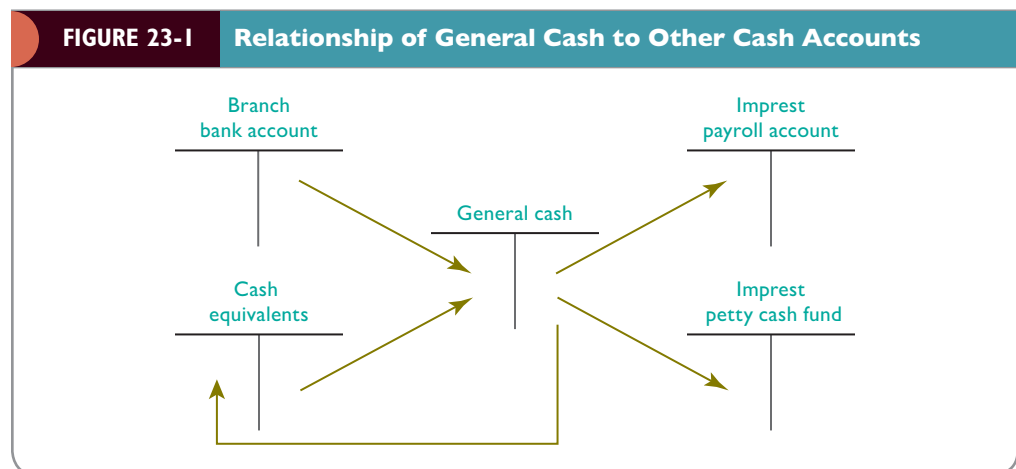 FIGURE 23-1 Relationship of General Cash to Other Cash Accounts
Branch
bank account
Imprest
payroll account
General cash
Cash
equivalents
Imprest
petty cash fund